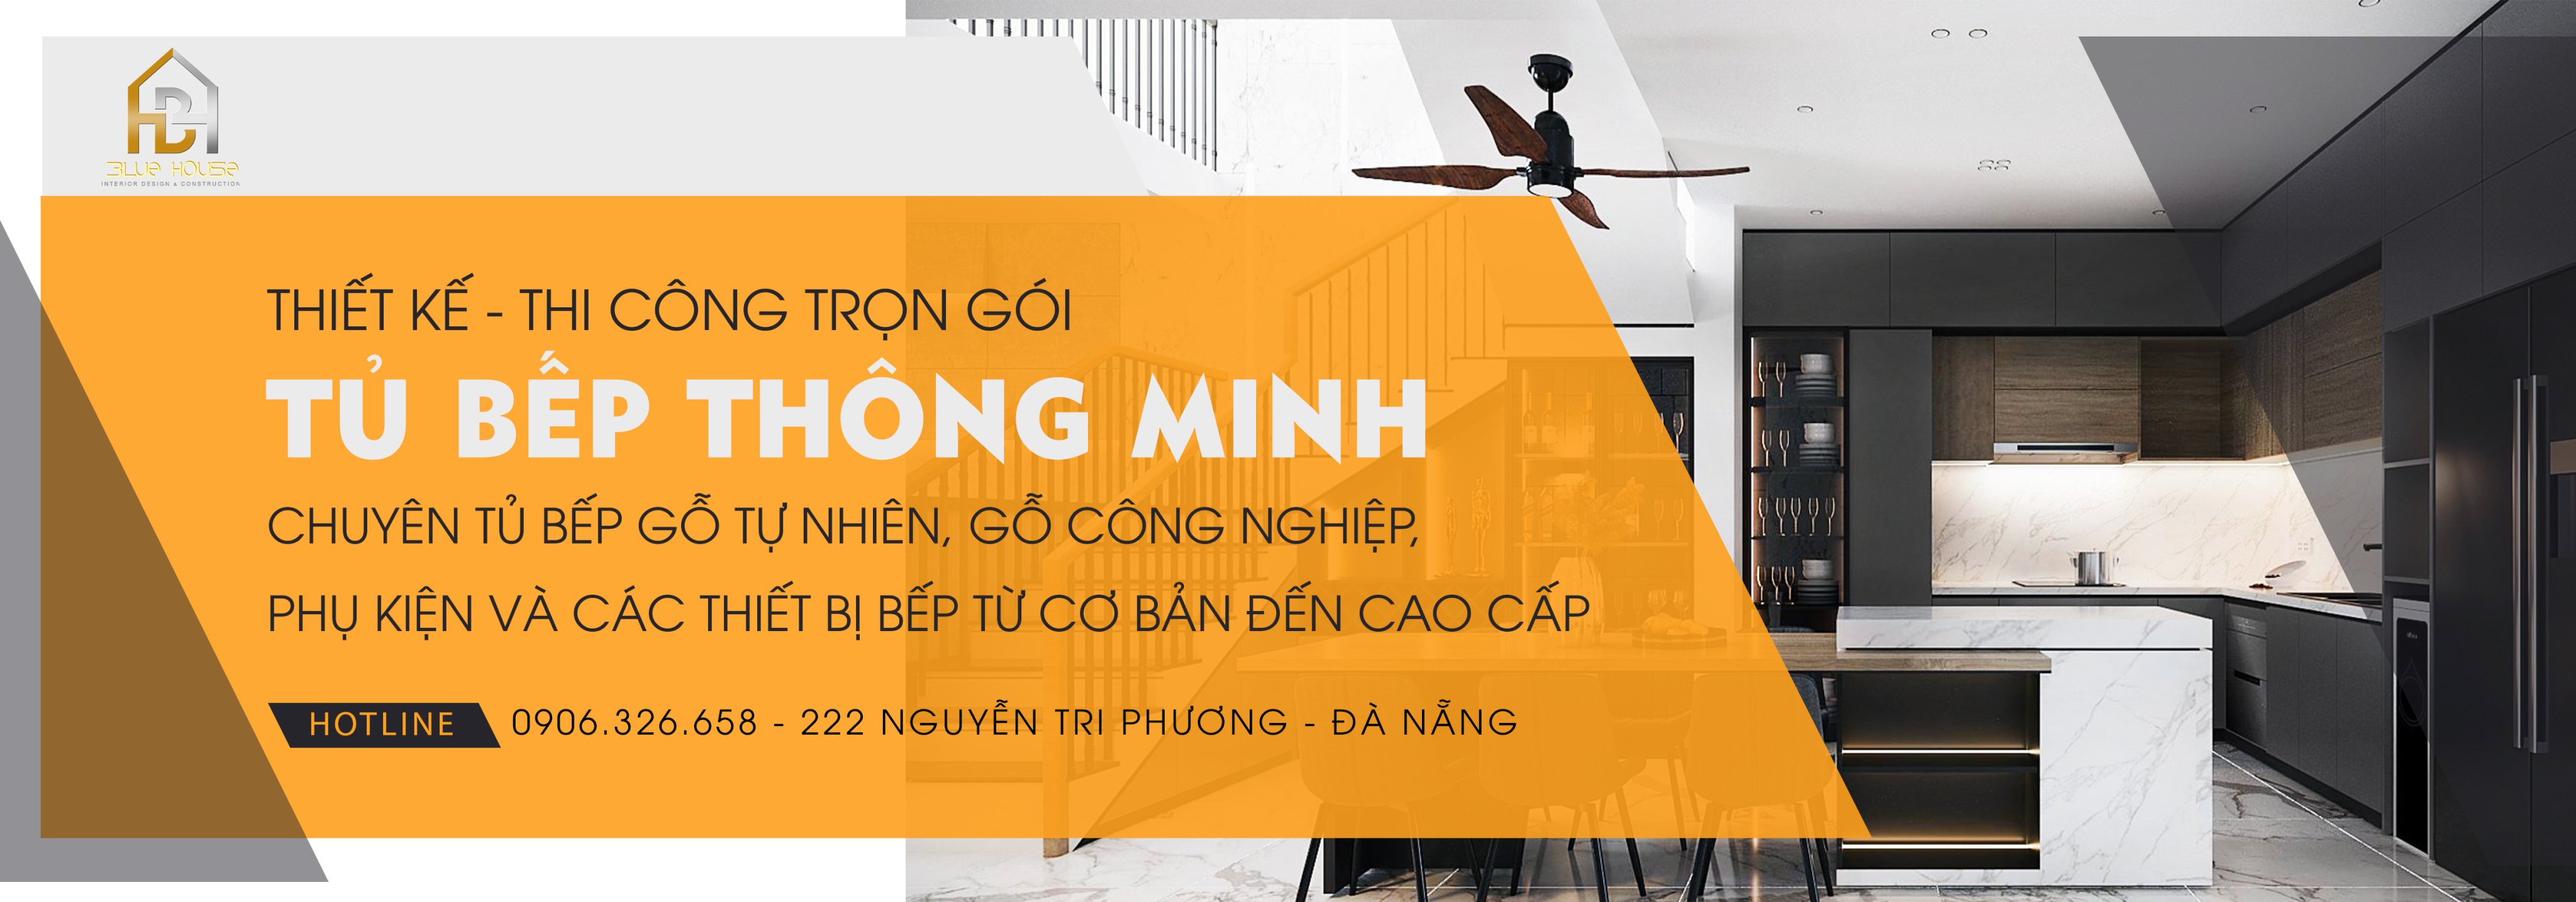 BLUE HOUSE
INTERIOR DESIGN & CONSTRUCTION
THIẾT KẾ - THI CÔNG TRỌN GÓI
TỦ BẾP THÔNG MINH
CHUYÊN TỦ BẾP GỖ TỰ NHIÊN, GỖ CÔNG NGHIỆP,
PHỤ KIỆN VÀ CÁC THIẾT BỊ BẾP TỪ CƠ BẢN ĐẾN CAO CẤP
HOTLINE 0906.326.658 - 222 NGUYỄN TRI PHƯƠNG - ĐÀ NẴNG